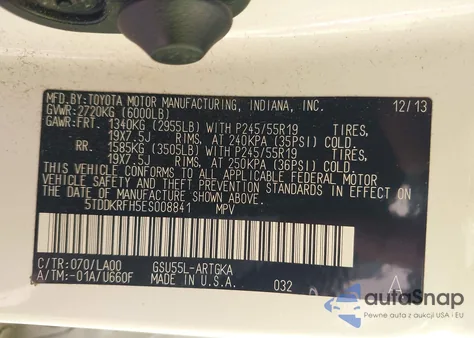 MFD.BY:TOYOTA MOTOR MANUFACTURING, INDIANA, INC. 12/13
GVWR:2720KG (6000LB)
GAWR:FRT. 1340KG (2955LB) WITH P245/55R19 TIRES,
19X7.5J RIMS, AT 240KPA (35PSI) COLD.
RR. 1585KG (3505LB) WITH P245/55R19 TIRES,
19X7.5J RIMS, AT 250KPA (36PSI) COLD.
THIS VEHICLE CONFORMS TO ALL APPLICABLE FEDERAL MOTOR
VEHICLE SAFETY AND THEFT PREVENTION STANDARDS IN EFFECT ON
THE DATE OF MANUFACTURE SHOWN ABOVE.
5TDDKRFH5ES008841 MPV
C/TR:070/LA00 GSU55L-ARTGKA
A/TM:-01A/U660F MADE IN U.S.A. 032 A
autoSnap
Pewne auta z aukcji USA i EU